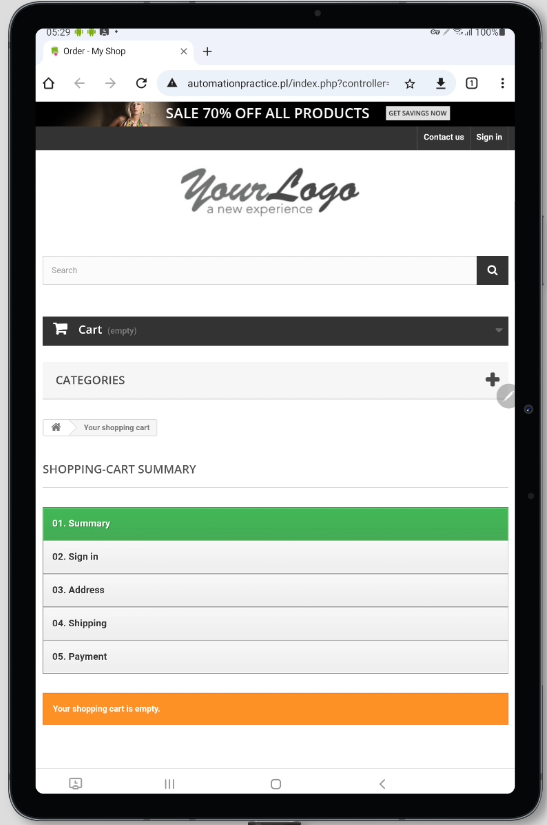 05:29
100%
Order - My Shop
automationpractice.pl/index.php?controller=
1
SALE 70% OFF ALL PRODUCTS
GET SAVINGS NOW
Contact us
Sign in
YourLogo
a new experience
Search
Cart (empty)
CATEGORIES
Your shopping cart
SHOPPING-CART SUMMARY
01. Summary
02. Sign in
03. Address
04. Shipping
05. Payment
Your shopping cart is empty.